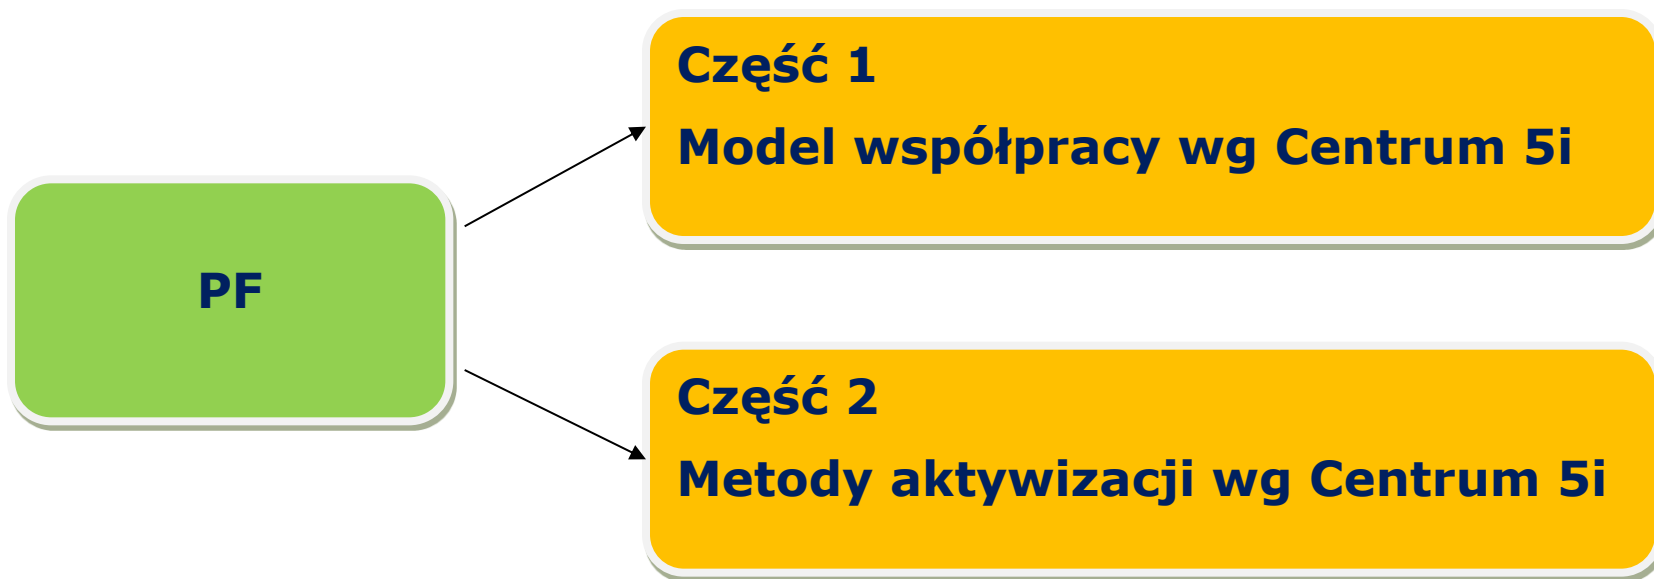 PF
Część 1
Model współpracy wg Centrum 5i
Część 2
Metody aktywizacji wg Centrum 5i